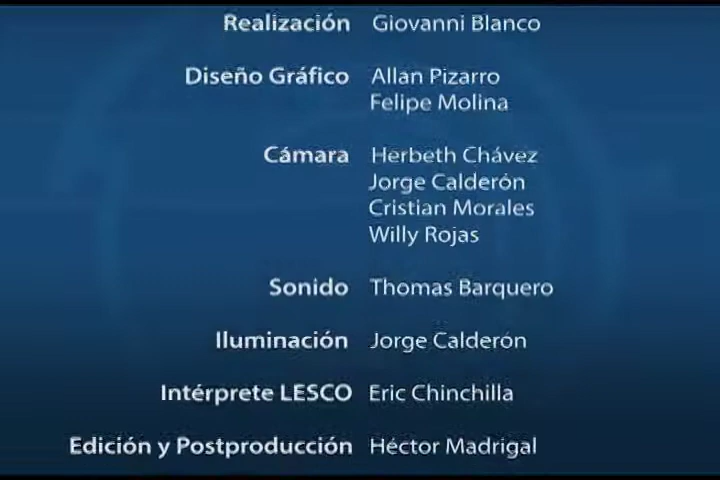 Realización Giovanni Blanco
Diseño Gráfico Allan Pizarro
Felipe Molina
Cámara Herbeth Chávez
Jorge Calderón
Cristian Morales
Willy Rojas
Sonido Thomas Barquero
Iluminación Jorge Calderón
Intérprete LESCO Eric Chinchilla
Edición y Postproducción Héctor Madrigal